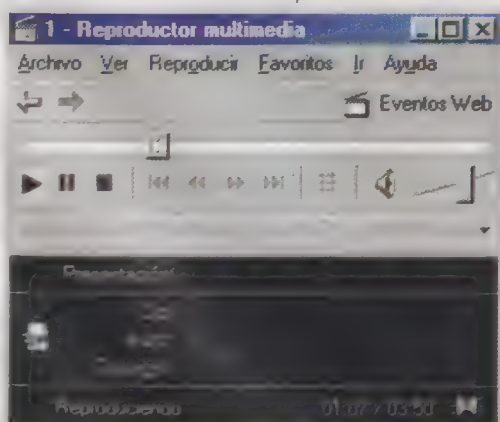 1 - Reproductor multimedia
Archivo Ver Reproducir Favoritos Ir Ayuda
Eventos Web
Reproduciendo 01:07 / 03:50